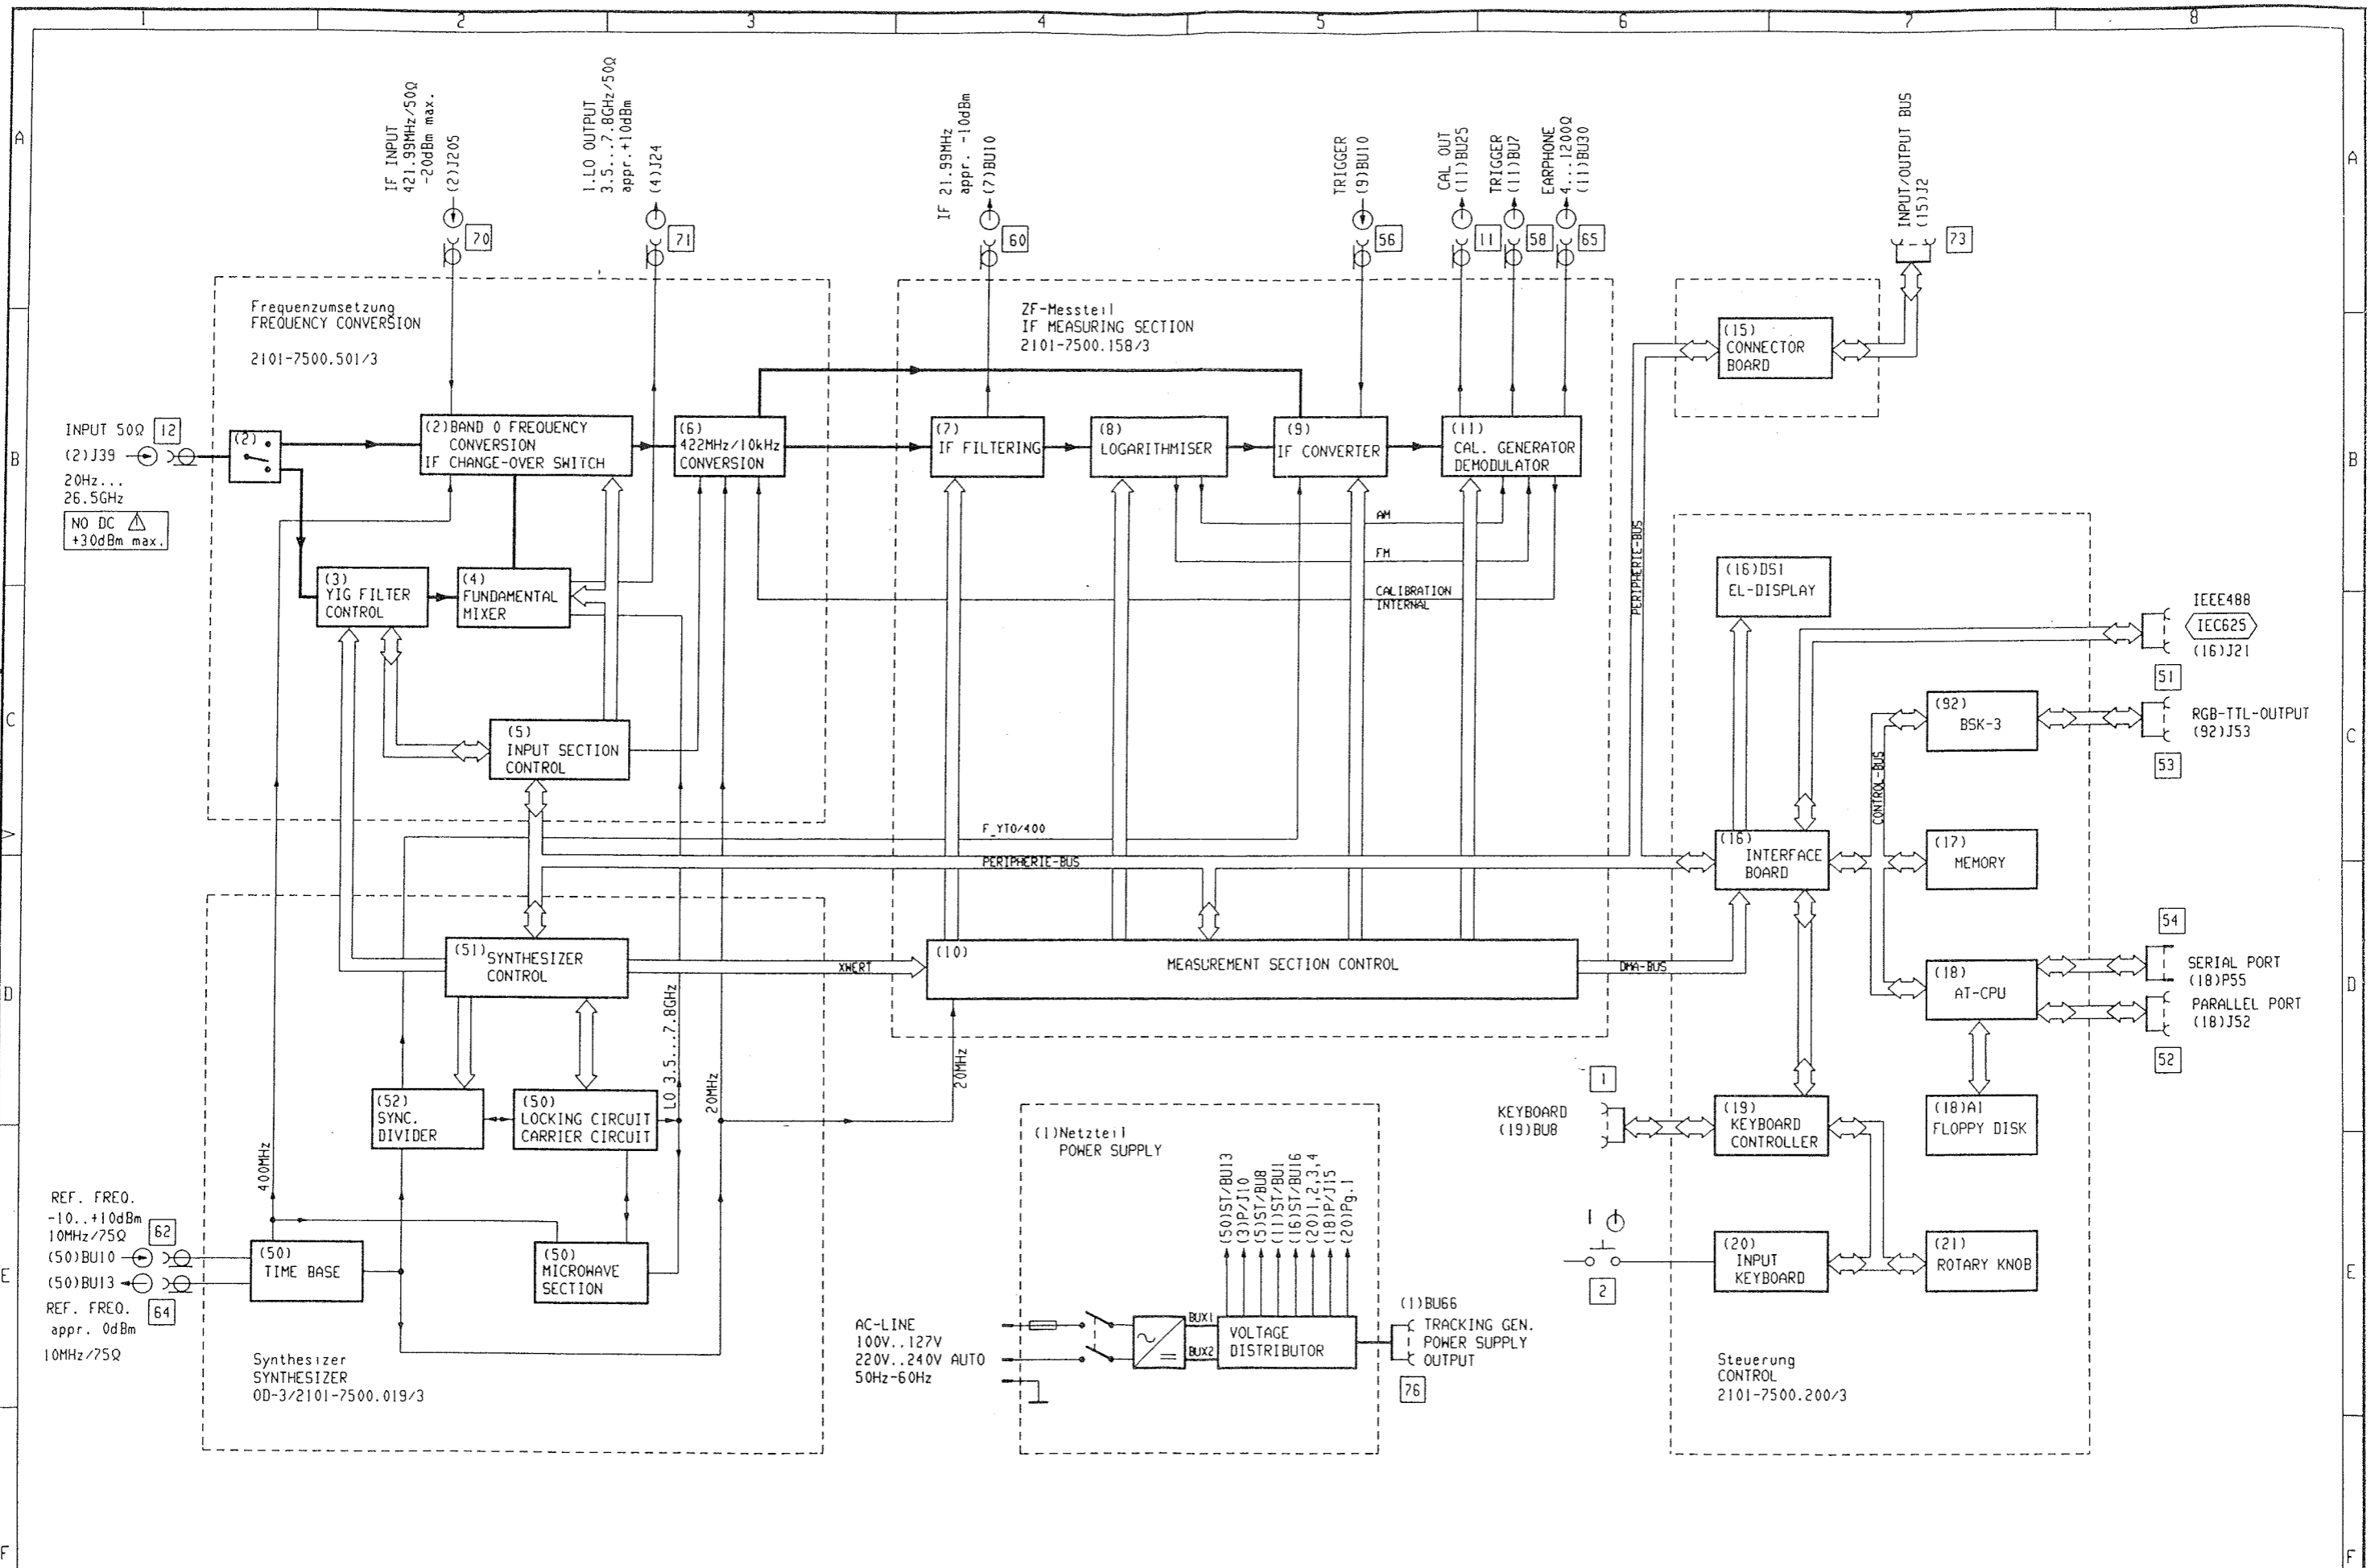 1
2
3
4
5
6
7
8
A
A
B
B
C
C
D
D
E
E
F
F
IF INPUT
421.99MHz/50Ω
-20dBm max.
(2)J205
70
1.LO OUTPUT
3.5...7.8GHz/50Ω
appr.+10dBm
(4)J24
71
IF 21.99MHz
appr. -10dBm
(7)BU10
60
TRIGGER
(9)BU10
56
CAL OUT
(11)BU25
11
TRIGGER
(11)BU7
58
EARPHONE
4...1200Ω
(11)BU30
65
INPUT/OUTPUT BUS
(15)J2
73
Frequenzumsetzung
FREQUENCY CONVERSION
2101-7500.501/3
ZF-Messteil
IF MEASURING SECTION
2101-7500.158/3
(15)
CONNECTOR
BOARD
INPUT 50Ω
12
(2)J39
20Hz...
26.5GHz
NO DC
+30dBm max.
(2)
(2)BAND 0 FREQUENCY
CONVERSION
IF CHANGE-OVER SWITCH
(6)
422MHz/10kHz
CONVERSION
(7)
IF FILTERING
(8)
LOGARITHMISER
(9)
IF CONVERTER
(11)
CAL. GENERATOR
DEMODULATOR
AM
FM
CALIBRATION
INTERNAL
PERIPHERIE-BUS
(3)
YIG FILTER
CONTROL
(4)
FUNDAMENTAL
MIXER
(16)DS1
EL-DISPLAY
IEEE488
IEC625
(16)J21
51
(5)
INPUT SECTION
CONTROL
(92)
BSK-3
RGB-TTL-OUTPUT
(92)J53
53
CONTROL-BUS
F_YTO/400
PERIPHERIE-BUS
(16)
INTERFACE
BOARD
(17)
MEMORY
(51)
SYNTHESIZER
CONTROL
XWERT
(10)
MEASUREMENT SECTION CONTROL
DMA-BUS
(18)
AT-CPU
54
SERIAL PORT
(18)P55
PARALLEL PORT
(18)J52
52
LO 3.5...7.8GHz
20MHz
20MHz
400MHz
(52)
SYNC.
DIVIDER
(50)
LOCKING CIRCUIT
CARRIER CIRCUIT
1
KEYBOARD
(19)BU8
(19)
KEYBOARD
CONTROLLER
(18)A1
FLOPPY DISK
(1)Netzteil
POWER SUPPLY
(50)ST/BU13
(3)P/J10
(5)ST/BU8
(11)ST/BU1
(16)ST/BU16
(20)1,2,3,4
(18)P/J15
(20)Pg.1
REF. FREQ.
-10..+10dBm
10MHz/75Ω
62
(50)BU10
(50)BU13
64
REF. FREQ.
appr. 0dBm
10MHz/75Ω
(50)
TIME BASE
(50)
MICROWAVE
SECTION
2
(20)
INPUT
KEYBOARD
(21)
ROTARY KNOB
AC-LINE
100V..127V
220V..240V AUTO
50Hz-60Hz
BUX1
BUX2
VOLTAGE
DISTRIBUTOR
(1)BU66
TRACKING GEN.
POWER SUPPLY
OUTPUT
76
Synthesizer
SYNTHESIZER
OD-3/2101-7500.019/3
Steuerung
CONTROL
2101-7500.200/3